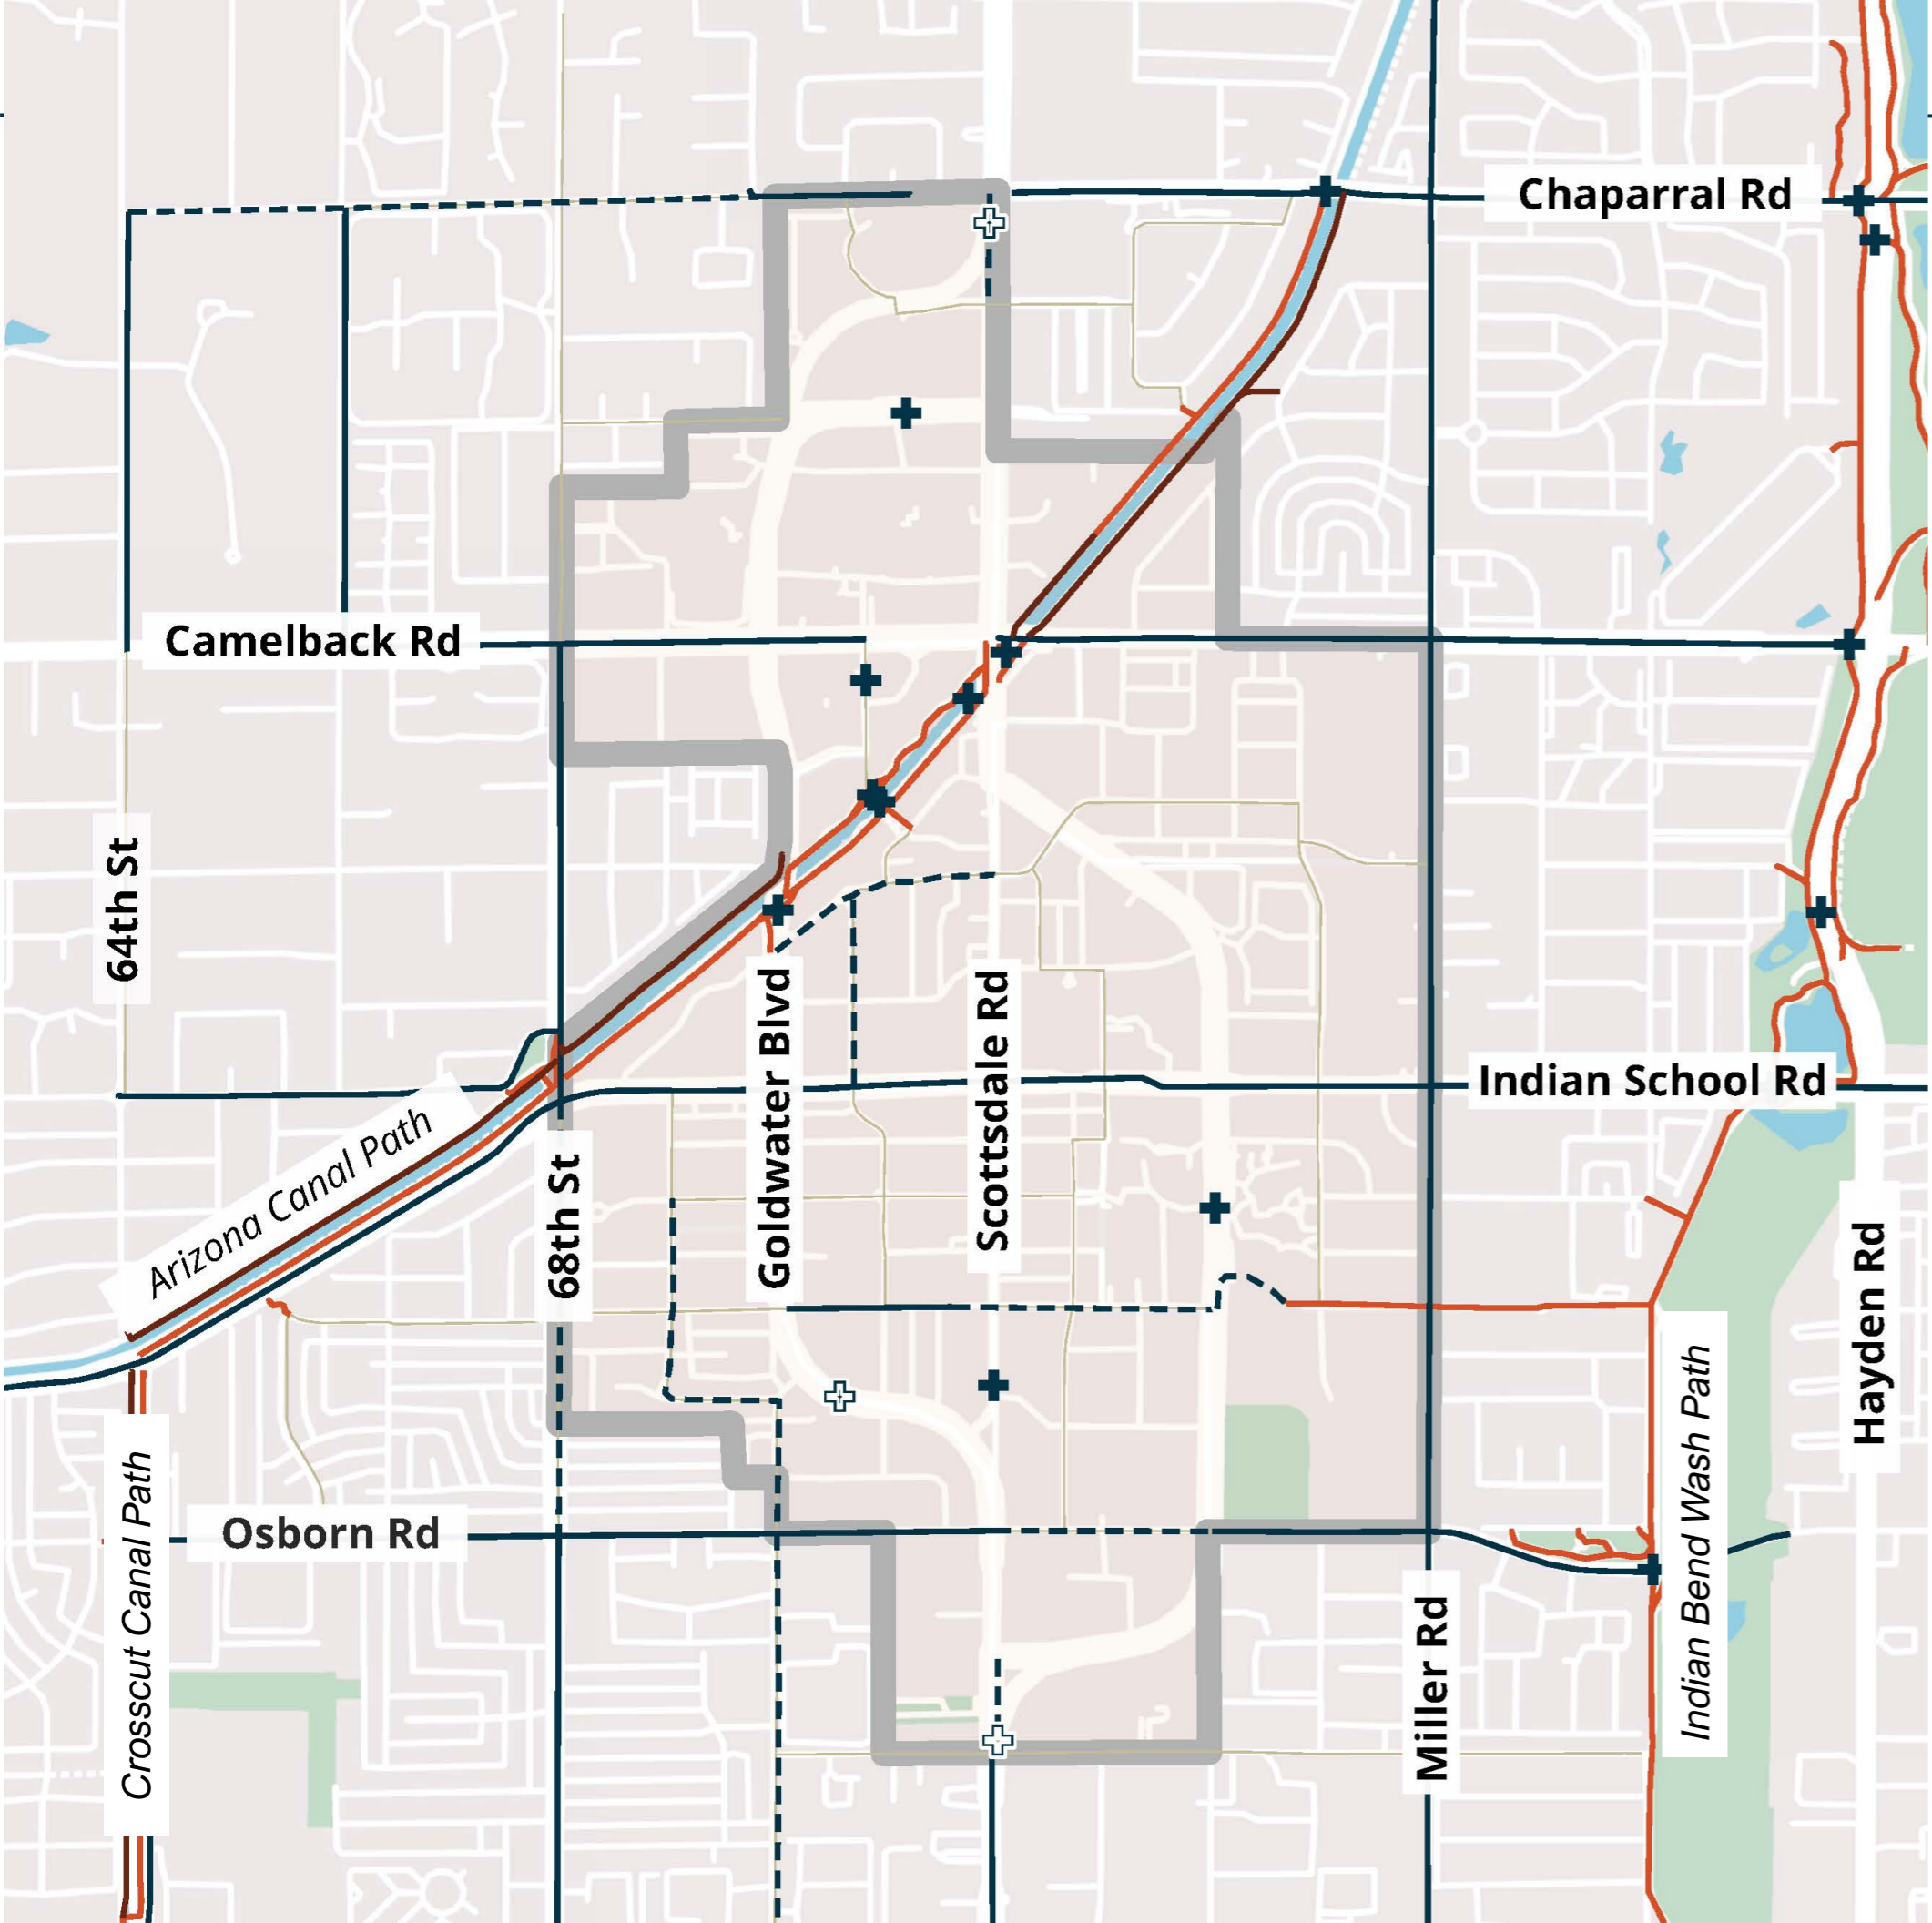 Chaparral Rd
Camelback Rd
64th St
Goldwater Blvd
Scottsdale Rd
Indian School Rd
Arizona Canal Path
68th St
Hayden Rd
Indian Bend Wash Path
Crosscut Canal Path
Osborn Rd
Miller Rd